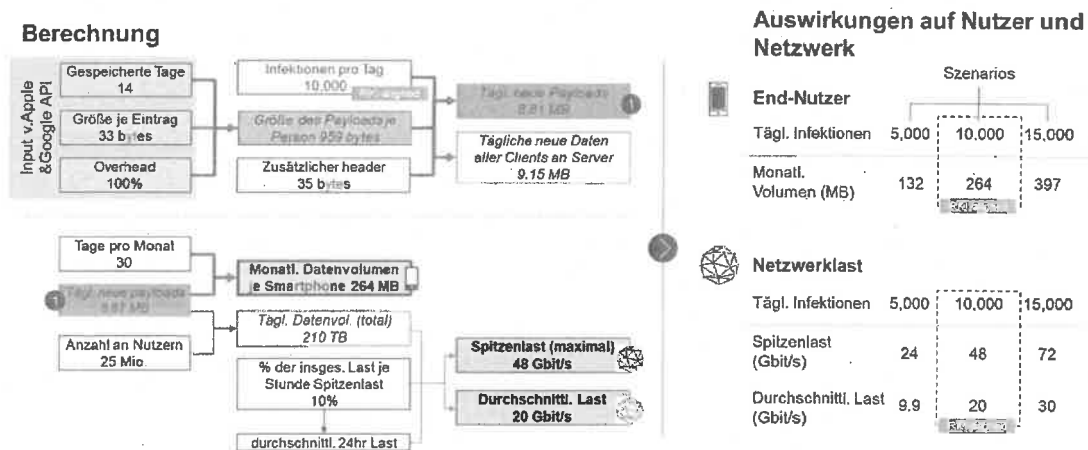 Berechnung
Input v.Apple
&Google API
Gespeicherte Tage
14
Größe je Eintrag
33 bytes
Overhead
100%
Infektionen pro Tag
10,000
Größe des Payloads je
Person 959 bytes
Zusätzlicher header
35 bytes
Tägl. neue Payloads
1
Tägliche neue Daten
aller Clients an Server
9.15 MB
Tage pro Monat
30
1
Tägl. neue payloads
Anzahl an Nutzern
25 Mio.
Monatl. Datenvolumen
je Smartphone 264 MB
Tägl. Datenvol. (total)
210 TB
% der insges. Last je
Stunde Spitzenlast
10%
durchschnittl. 24hr Last
Spitzenlast (maximal)
48 Gbit/s
Durchschnittl. Last
20 Gbit/s
Auswirkungen auf Nutzer und
Netzwerk
Szenarios
End-Nutzer
Tägl. Infektionen 5,000 10,000 15,000
Monatl.
Volumen (MB) 132 264 397
Netzwerklast
Tägl. Infektionen 5,000 10,000 15,000
Spitzenlast
(Gbit/s) 24 48 72
Durchschnittl. Last
(Gbit/s) 9.9 20 30